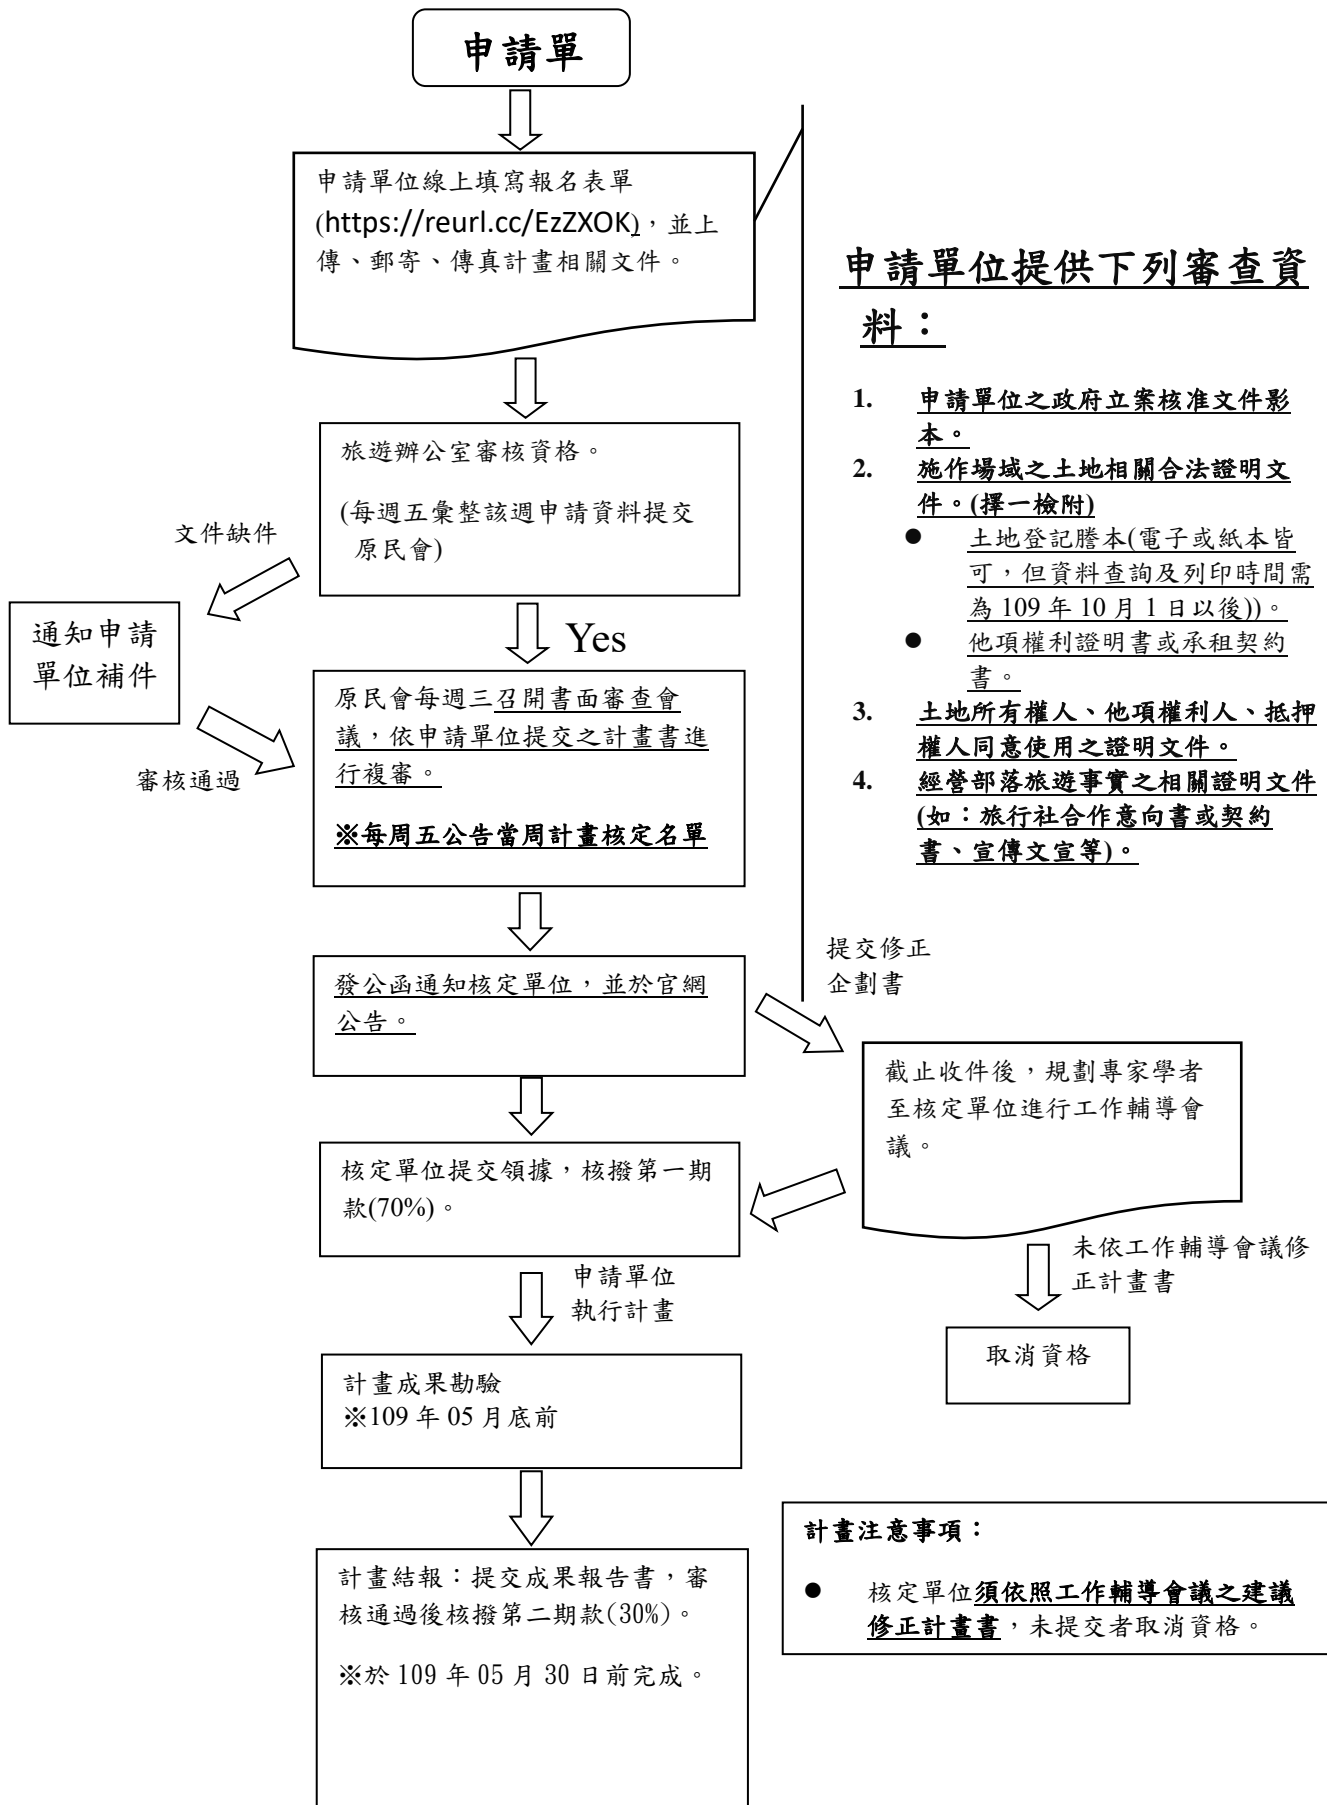 申請單
申請單位線上填寫報名表單
(https://reurl.cc/EzZXOK)，並上
傳、郵寄、傳真計畫相關文件。
申請單位提供下列審查資
料：
1. 申請單位之政府立案核准文件影
本。
2. 施作場域之土地相關合法證明文
件。(擇一檢附)
● 土地登記謄本(電子或紙本皆
可，但資料查詢及列印時間需
為 109 年 10 月 1 日以後))。
● 他項權利證明書或承租契約
書。
3. 土地所有權人、他項權利人、抵押
權人同意使用之證明文件。
4. 經營部落旅遊事實之相關證明文件
(如：旅行社合作意向書或契約
書、宣傳文宣等)。
旅遊辦公室審核資格。
(每週五彙整該週申請資料提交
原民會)
文件缺件
通知申請
單位補件
審核通過
Yes
原民會每週三召開書面審查會
議，依申請單位提交之計畫書進
行複審。
※每周五公告當周計畫核定名單
發公函通知核定單位，並於官網
公告。
提交修正
企劃書
截止收件後，規劃專家學者
至核定單位進行工作輔導會
議。
核定單位提交領據，核撥第一期
款(70%)。
未依工作輔導會議修
正計畫書
取消資格
申請單位
執行計畫
計畫成果勘驗
※109 年 05 月底前
計畫結報：提交成果報告書，審
核通過後核撥第二期款(30%)。
※於 109 年 05 月 30 日前完成。
計畫注意事項：
● 核定單位須依照工作輔導會議之建議
修正計畫書，未提交者取消資格。